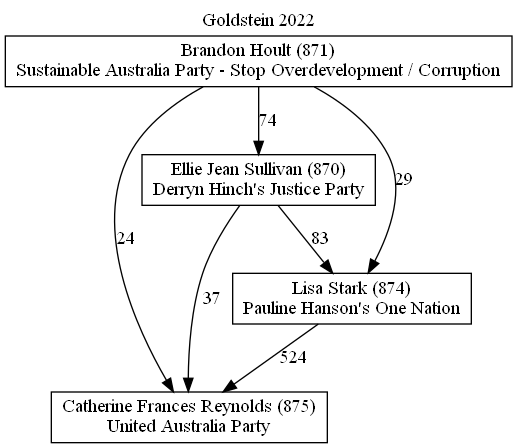 Goldstein 2022
Brandon Hoult (871)
Sustainable Australia Party - Stop Overdevelopment / Corruption
74
Ellie Jean Sullivan (870)
Derryn Hinch's Justice Party
29
24
37
83
Lisa Stark (874)
Pauline Hanson's One Nation
524
Catherine Frances Reynolds (875)
United Australia Party